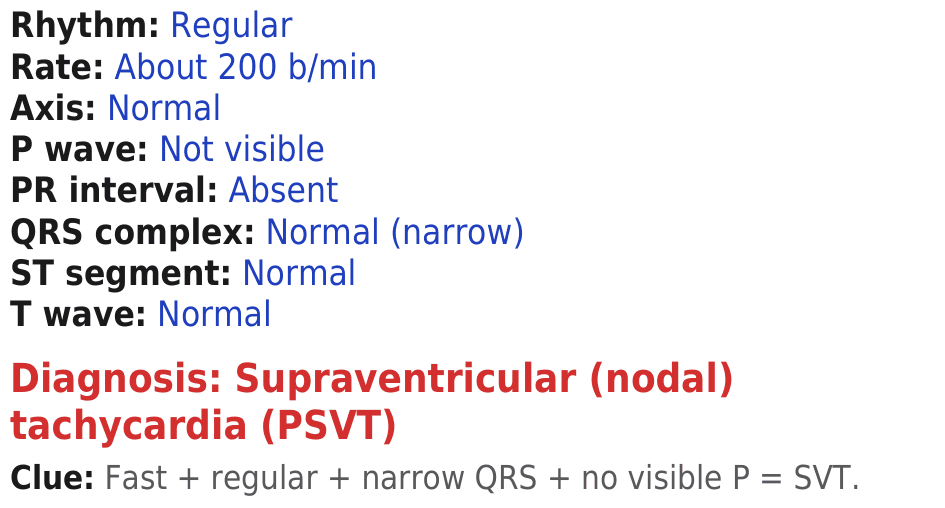 Rhythm: Regular
Rate: About 200 b/min
Axis: Normal
P wave: Not visible
PR interval: Absent
QRS complex: Normal (narrow)
ST segment: Normal
T wave: Normal
Diagnosis: Supraventricular (nodal)
tachycardia (PSVT)
Clue: Fast + regular + narrow QRS + no visible P = SVT.